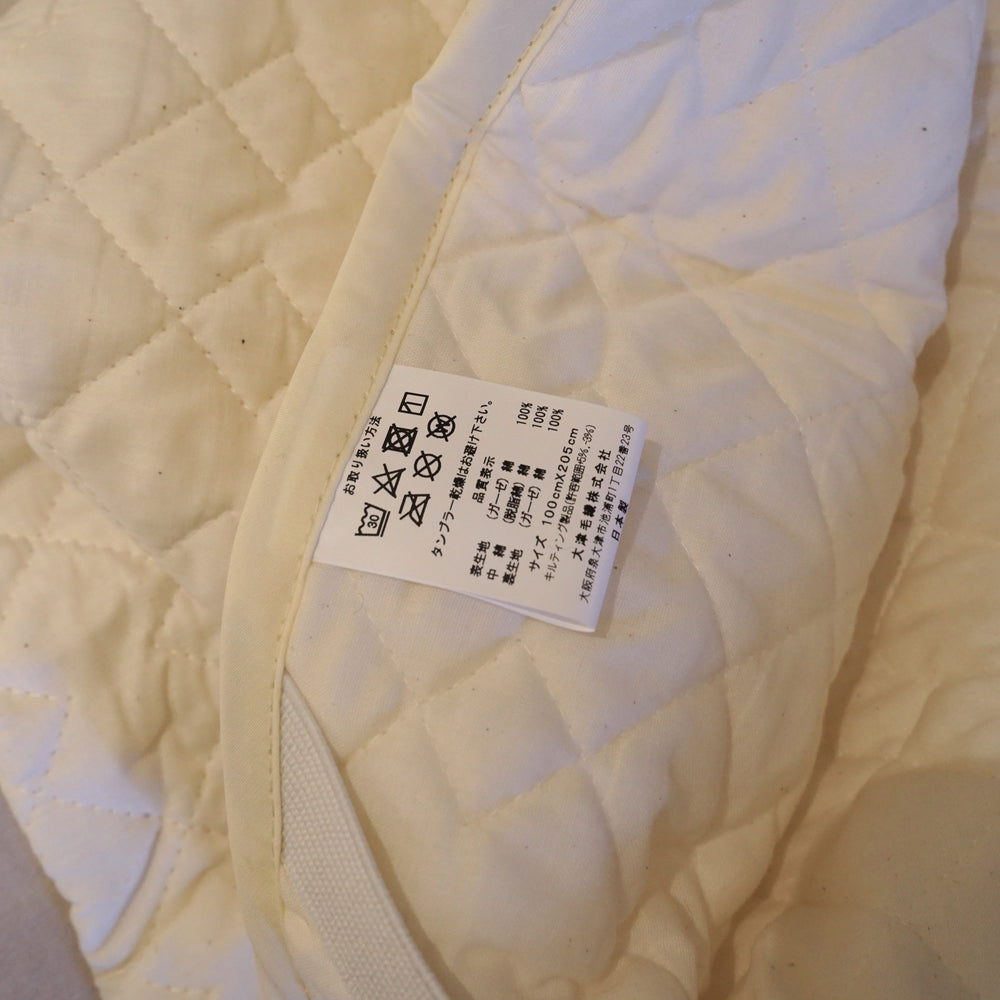 お取り扱い方法
30
タンブラー乾燥はお避け下さい。
品質表示
表生地 (ガーゼ) 綿 100%
中 綿 (脱脂綿) 綿 100%
裏生地 (ガーゼ) 綿 100%
サイズ 100cmX205cm
キルティング製品(許容範囲+5%,-3%)
大津毛織株式会社
大阪府泉大津市池浦町1丁目22番23号
日本製